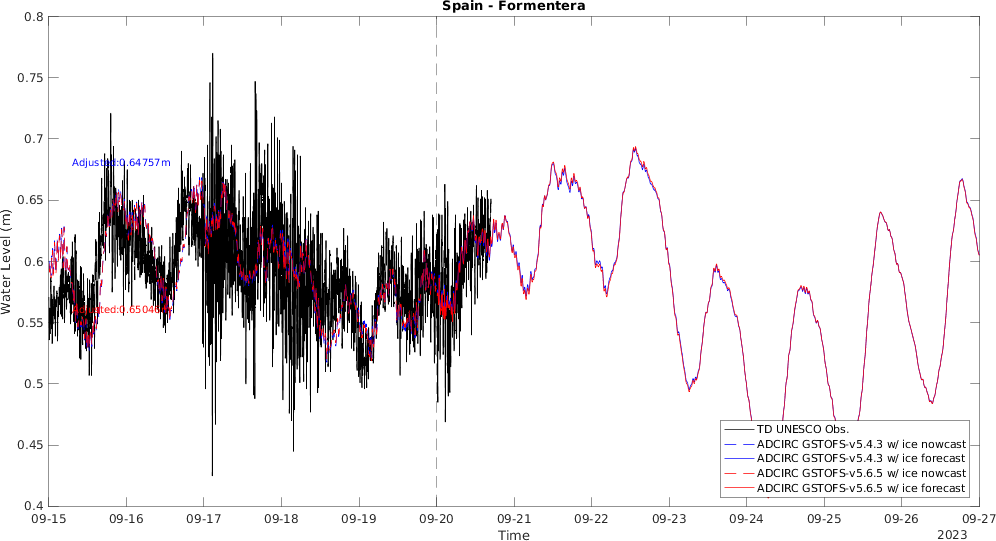 Spain - Formentera
Water Level (m)
0.8
0.75
0.7
0.65
0.6
0.55
0.5
0.45
0.4
Adjusted:0.64757m
TD UNESCO Obs.
ADCIRC GSTOFS-v5.4.3 w/ ice nowcast
ADCIRC GSTOFS-v5.4.3 w/ ice forecast
ADCIRC GSTOFS-v5.6.5 w/ ice nowcast
ADCIRC GSTOFS-v5.6.5 w/ ice forecast
09-15 09-16 09-17 09-18 09-19 09-20 09-21 09-22 09-23 09-24 09-25 09-26 09-27
Time
2023